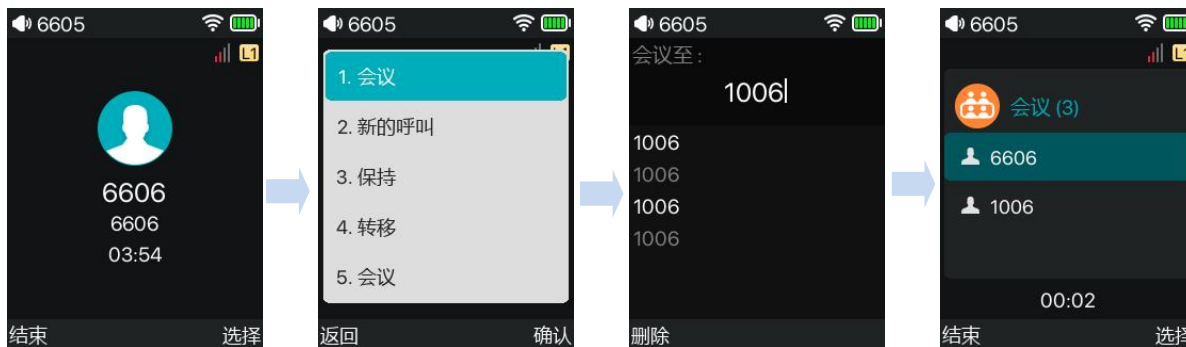 6605
L1
6606
6606
03:54
结束 选择
6605
1. 会议
2. 新的呼叫
3. 保持
4. 转移
5. 会议
返回 确认
6605
会议至:
1006
1006
1006
1006
1006
删除
6605
会议 (3)
6606
1006
00:02
结束 选择